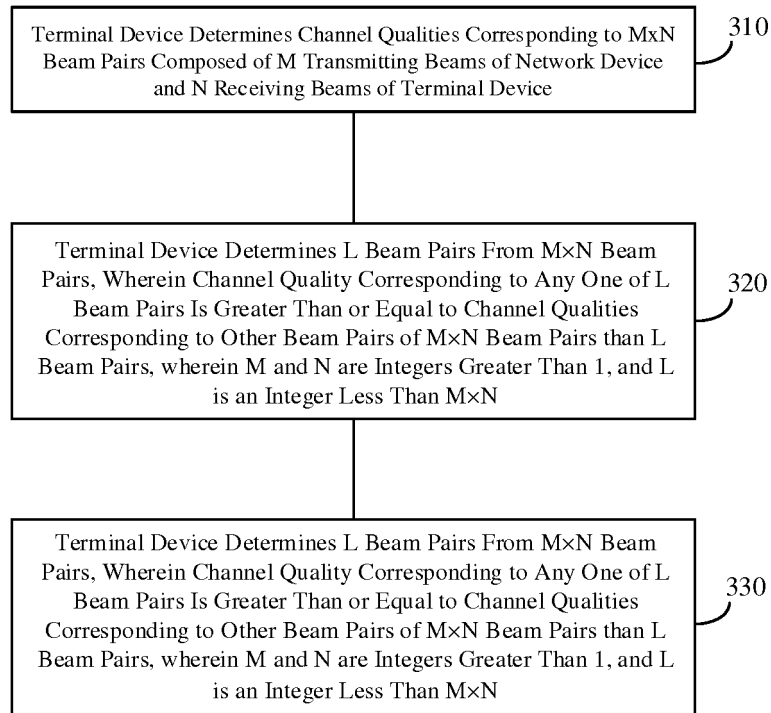 Terminal Device Determines Channel Qualities Corresponding to MxN
Beam Pairs Composed of M Transmitting Beams of Network Device
and N Receiving Beams of Terminal Device
310
Terminal Device Determines L Beam Pairs From M×N Beam
Pairs, Wherein Channel Quality Corresponding to Any One of L
Beam Pairs Is Greater Than or Equal to Channel Qualities
Corresponding to Other Beam Pairs of M×N Beam Pairs than L
Beam Pairs, wherein M and N are Integers Greater Than 1, and L
is an Integer Less Than M×N
320
Terminal Device Determines L Beam Pairs From M×N Beam
Pairs, Wherein Channel Quality Corresponding to Any One of L
Beam Pairs Is Greater Than or Equal to Channel Qualities
Corresponding to Other Beam Pairs of M×N Beam Pairs than L
Beam Pairs, wherein M and N are Integers Greater Than 1, and L
is an Integer Less Than M×N
330